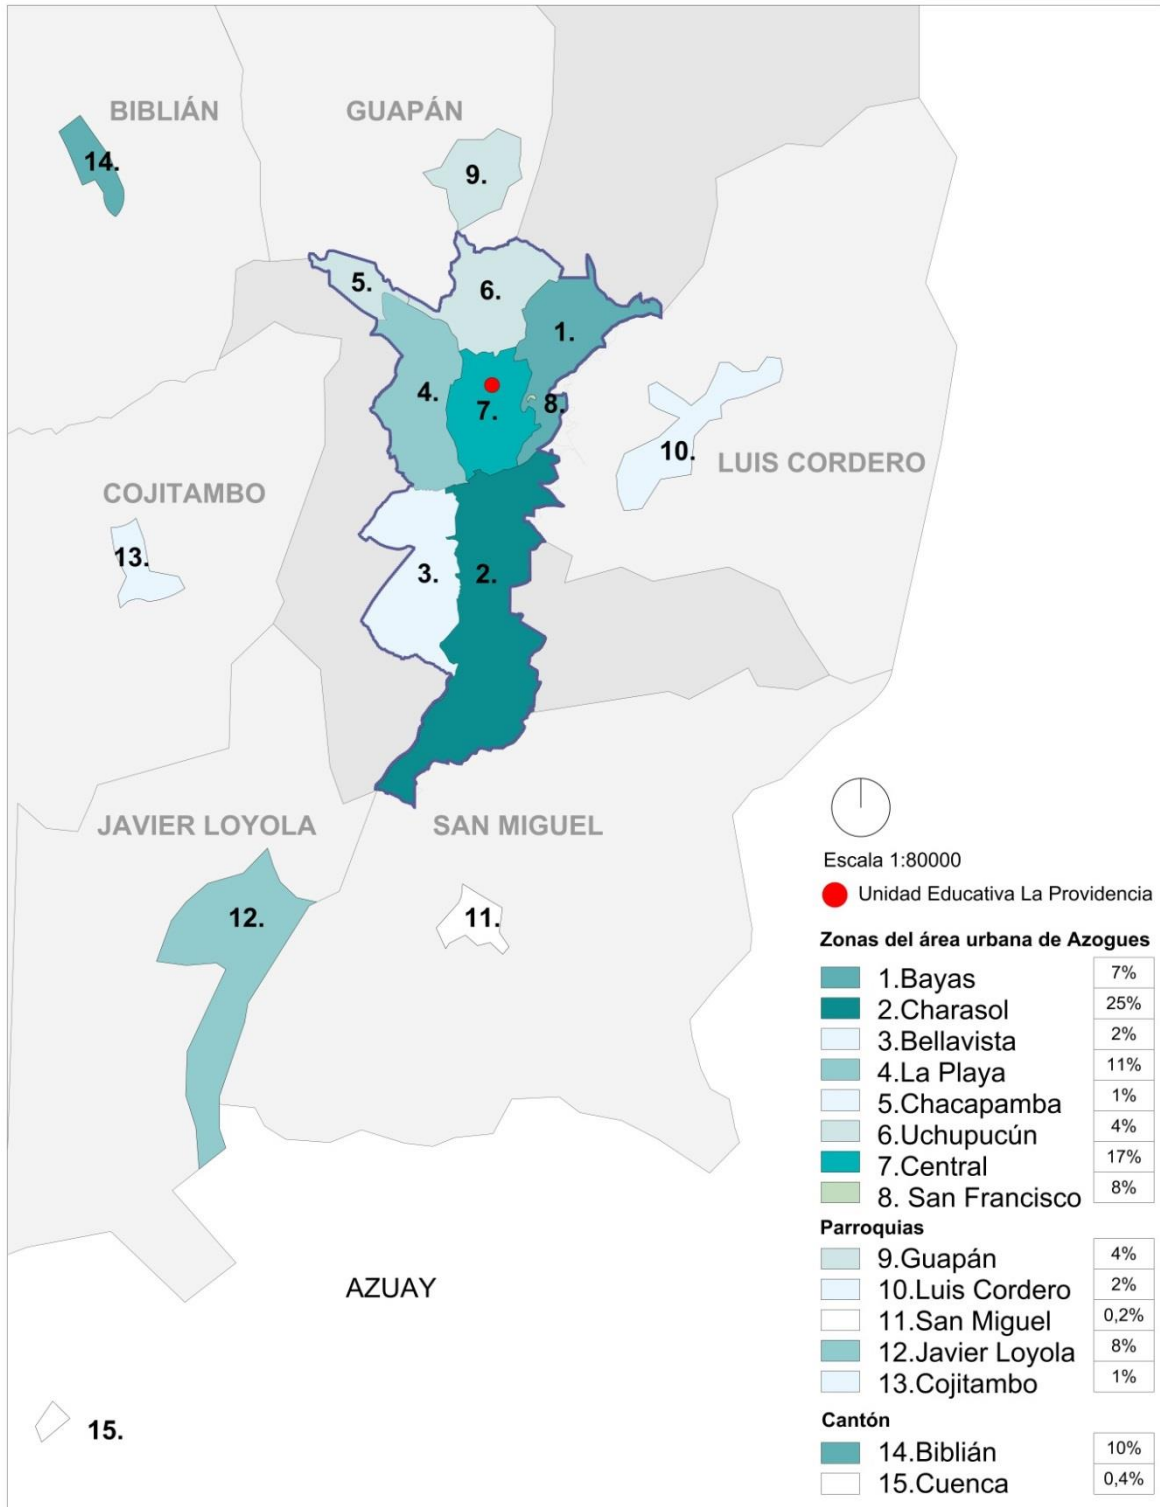 BIBLIÁN
GUAPÁN
14.
9.
5.
6.
1.
4.
7.
8.
10.
LUIS CORDERO
COJITAMBO
13.
3.
2.
JAVIER LOYOLA
SAN MIGUEL
12.
11.
AZUAY
15.
Escala 1:80000
Unidad Educativa La Providencia
Zonas del área urbana de Azogues
1.Bayas 7%
2.Charasol 25%
3.Bellavista 2%
4.La Playa 11%
5.Chacapamba 1%
6.Uchupucún 4%
7.Central 17%
8. San Francisco 8%
Parroquias
9.Guapán 4%
10.Luis Cordero 2%
11.San Miguel 0,2%
12.Javier Loyola 8%
13.Cojitambo 1%
Cantón
14.Biblián 10%
15.Cuenca 0,4%